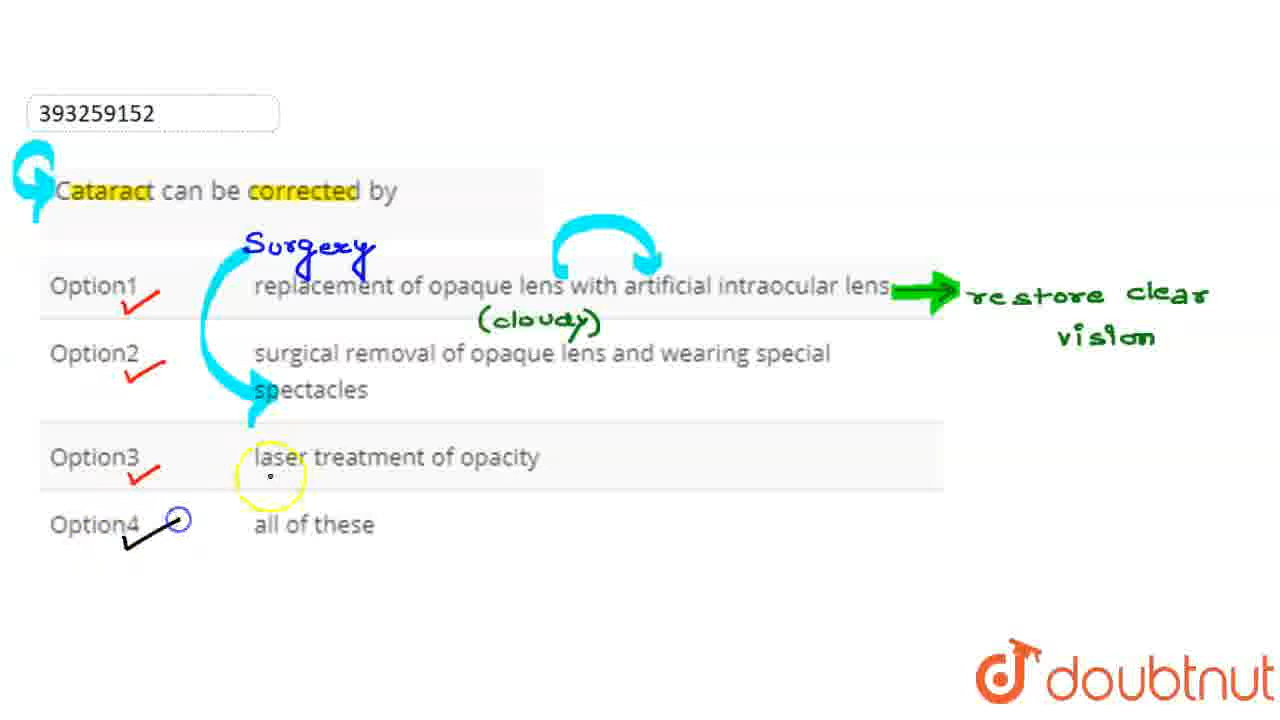 393259152
Cataract can be corrected by
Surgery
Option1 replacement of opaque lens with artificial intraocular lens
restore clear
vision
(cloudy)
Option2 surgical removal of opaque lens and wearing special
spectacles
Option3 laser treatment of opacity
Option4 all of these
doubtnut